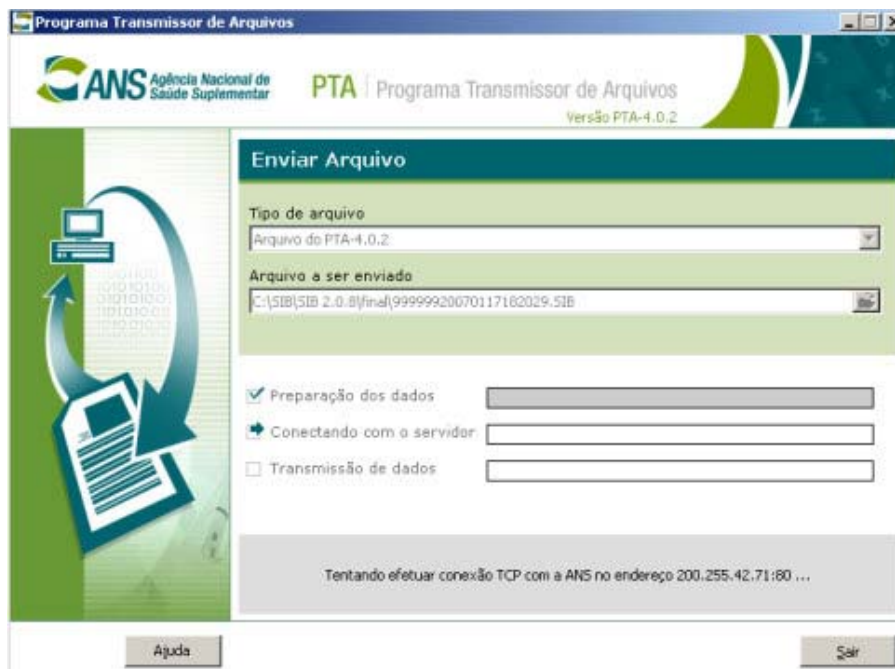 Programa Transmissor de Arquivos
ANS Agência Nacional de
Saúde Suplementar
PTA | Programa Transmissor de Arquivos
Versão PTA-4.0.2
Enviar Arquivo
Tipo de arquivo
Arquivo do PTA-4.0.2
Arquivo a ser enviado
C:\SIB\SIB 2.0.8\final\99999920070117182029.SIB
Preparação dos dados
Conectando com o servidor
Transmissão de dados
Tentando efetuar conexão TCP com a ANS no endereço 200.255.42.71:80 ...
Ajuda
Sair